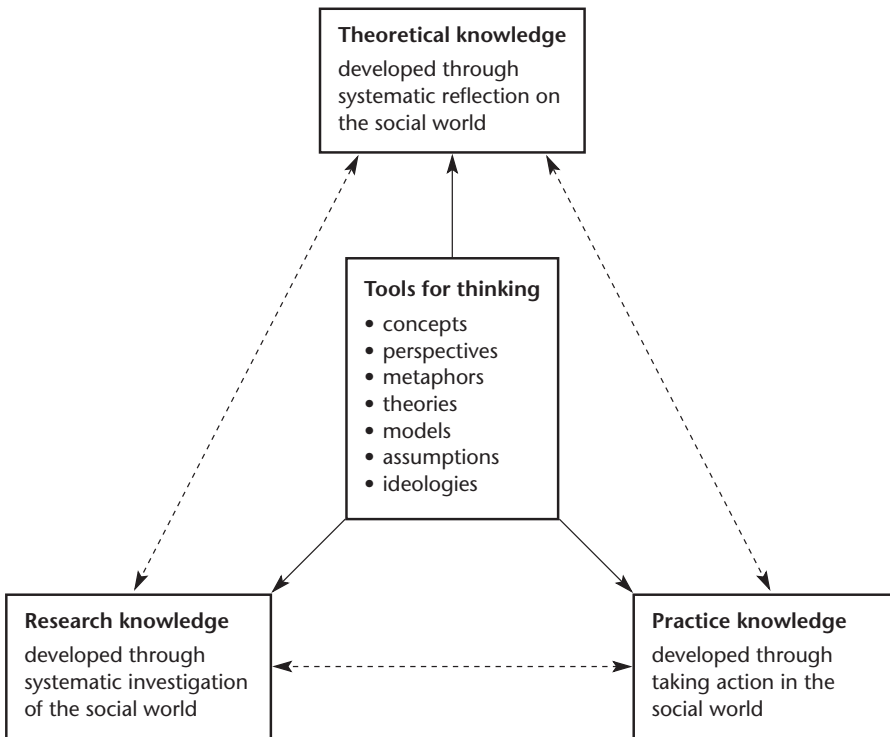 Theoretical knowledge
developed through
systematic reflection on
the social world
Tools for thinking
• concepts
• perspectives
• metaphors
• theories
• models
• assumptions
• ideologies
Research knowledge
developed through
systematic investigation
of the social world
Practice knowledge
developed through
taking action in the
social world